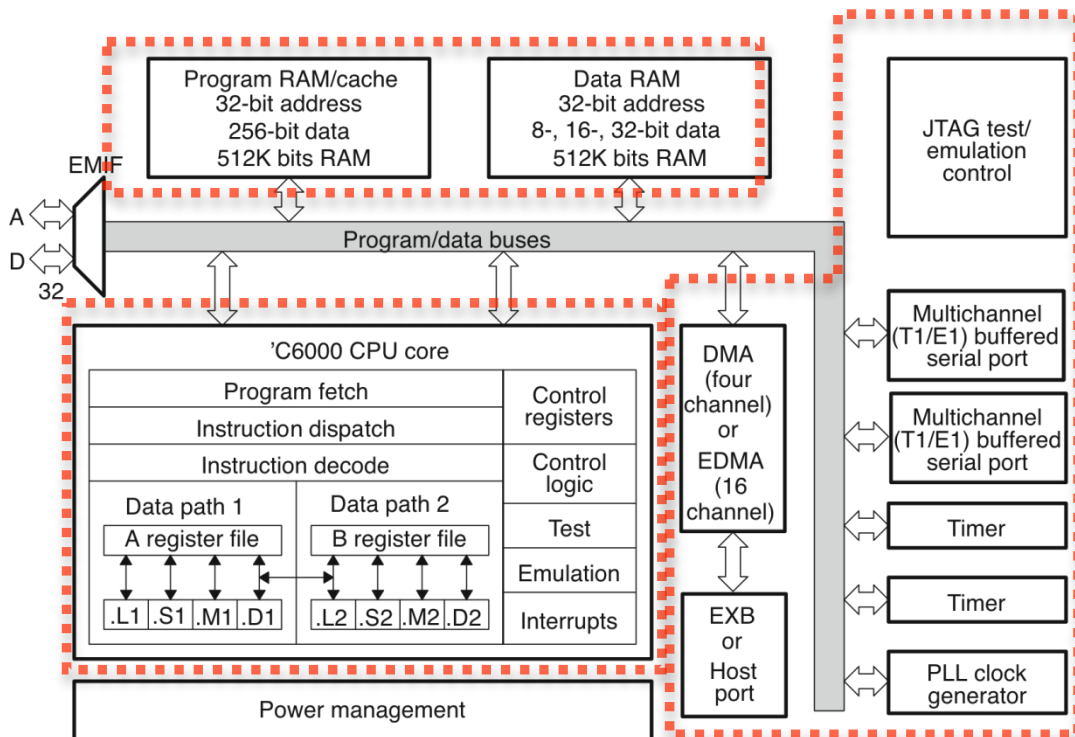 Program RAM/cache
32-bit address
256-bit data
512K bits RAM
Data RAM
32-bit address
8-, 16-, 32-bit data
512K bits RAM
JTAG test/
emulation
control
EMIF
A
D
32
Program/data buses
'C6000 CPU core
Program fetch
Instruction dispatch
Instruction decode
Data path 1
A register file
.L1 .S1 .M1 .D1
Data path 2
B register file
.L2 .S2 .M2 .D2
Control
registers
Control
logic
Test
Emulation
Interrupts
DMA
(four
channel)
or
EDMA
(16
channel)
EXB
or
Host
port
Multichannel
(T1/E1) buffered
serial port
Multichannel
(T1/E1) buffered
serial port
Timer
Timer
PLL clock
generator
Power management